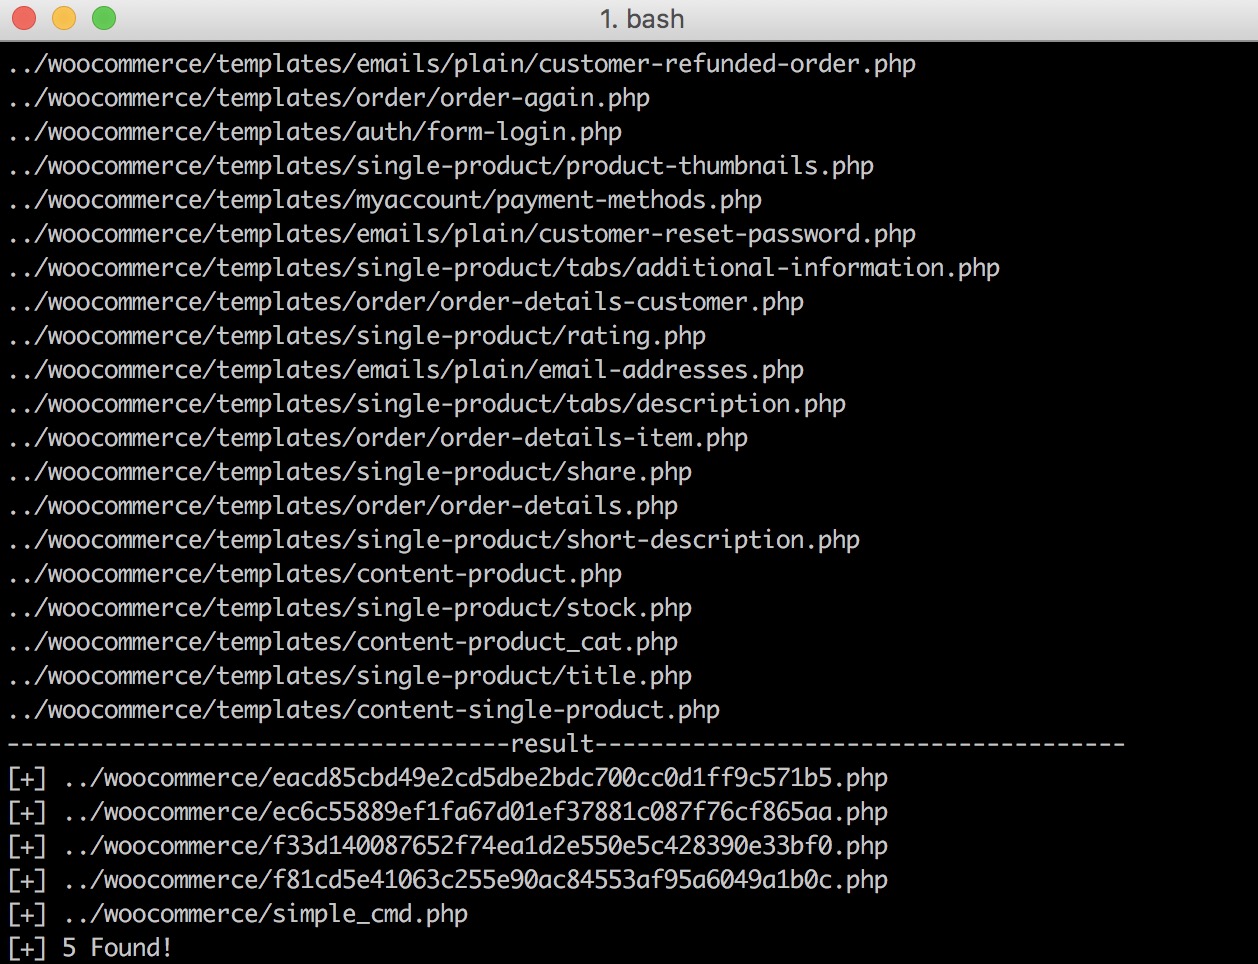 1. bash
../woocommerce/templates/emails/plain/customer-refunded-order.php
../woocommerce/templates/order/order-again.php
../woocommerce/templates/auth/form-login.php
../woocommerce/templates/single-product/product-thumbnails.php
../woocommerce/templates/myaccount/payment-methods.php
../woocommerce/templates/emails/plain/customer-reset-password.php
../woocommerce/templates/single-product/tabs/additional-information.php
../woocommerce/templates/order/order-details-customer.php
../woocommerce/templates/single-product/rating.php
../woocommerce/templates/emails/plain/email-addresses.php
../woocommerce/templates/single-product/tabs/description.php
../woocommerce/templates/order/order-details-item.php
../woocommerce/templates/single-product/share.php
../woocommerce/templates/order/order-details.php
../woocommerce/templates/single-product/short-description.php
../woocommerce/templates/content-product.php
../woocommerce/templates/single-product/stock.php
../woocommerce/templates/content-product_cat.php
../woocommerce/templates/single-product/title.php
../woocommerce/templates/content-single-product.php
------------------------------------result--------------------------------------
[+] ../woocommerce/eacd85cbd49e2cd5dbe2bdc700cc0d1ff9c571b5.php
[+] ../woocommerce/ec6c55889ef1fa67d01ef37881c087f76cf865aa.php
[+] ../woocommerce/f33d140087652f74ea1d2e550e5c428390e33bf0.php
[+] ../woocommerce/f81cd5e41063c255e90ac84553af95a6049a1b0c.php
[+] ../woocommerce/simple_cmd.php
[+] 5 Found!